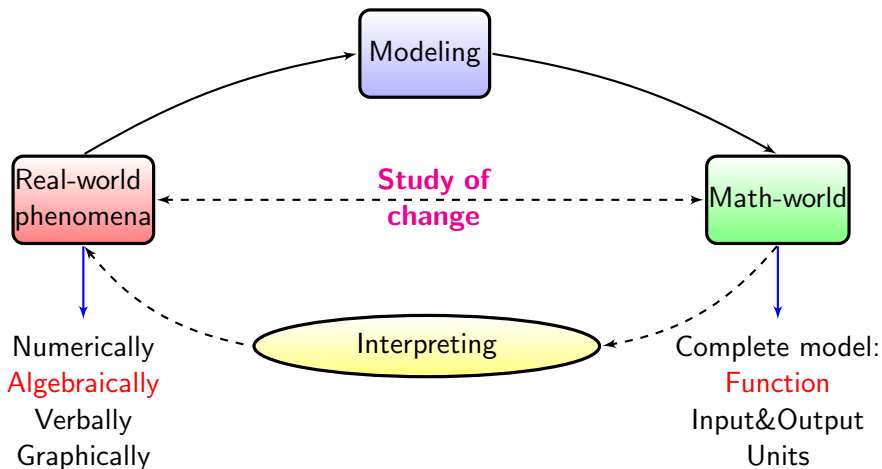 Modeling
Real-world
phenomena
Study of
change
Math-world
Interpreting
Numerically
Algebraically
Verbally
Graphically
Complete model:
Function
Input&Output
Units